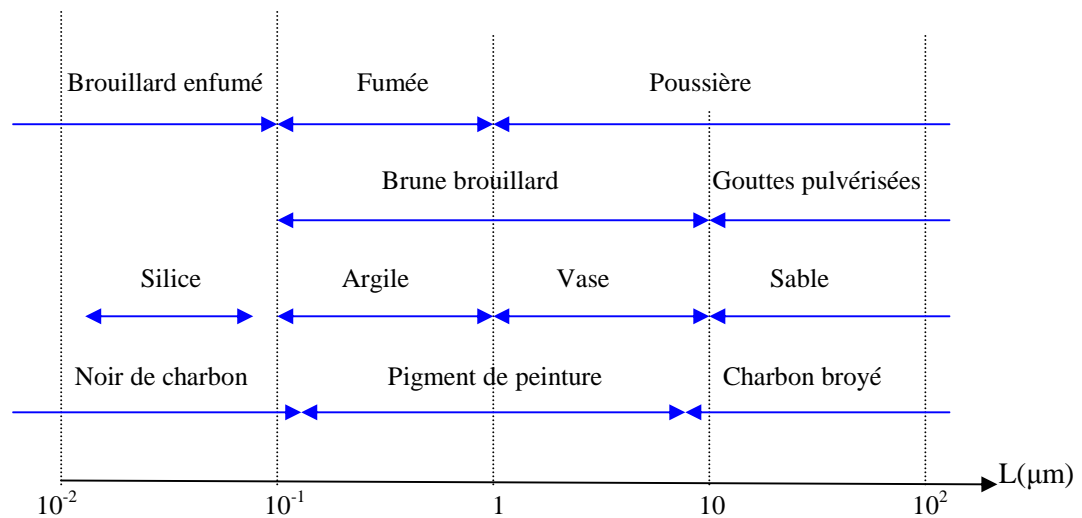 Brouillard enfumé Fumée Poussière
Brune brouillard Gouttes pulvérisées
Silice Argile Vase Sable
Noir de charbon Pigment de peinture Charbon broyé
L(μm)
10⁻² 10⁻¹ 1 10 10²